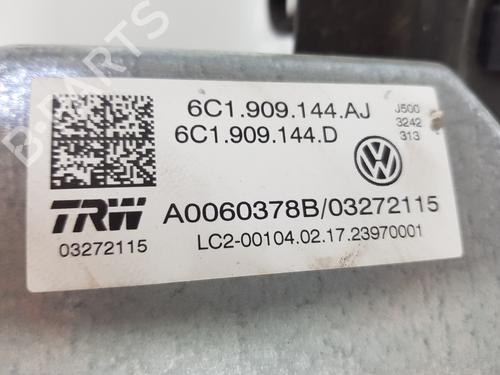 6C1.909.144.AJ
6C1.909.144.D
J500
3242
313
TRW
A0060378B/03272115
03272115
LC2-00104.02.17.23970001
B-PARTS